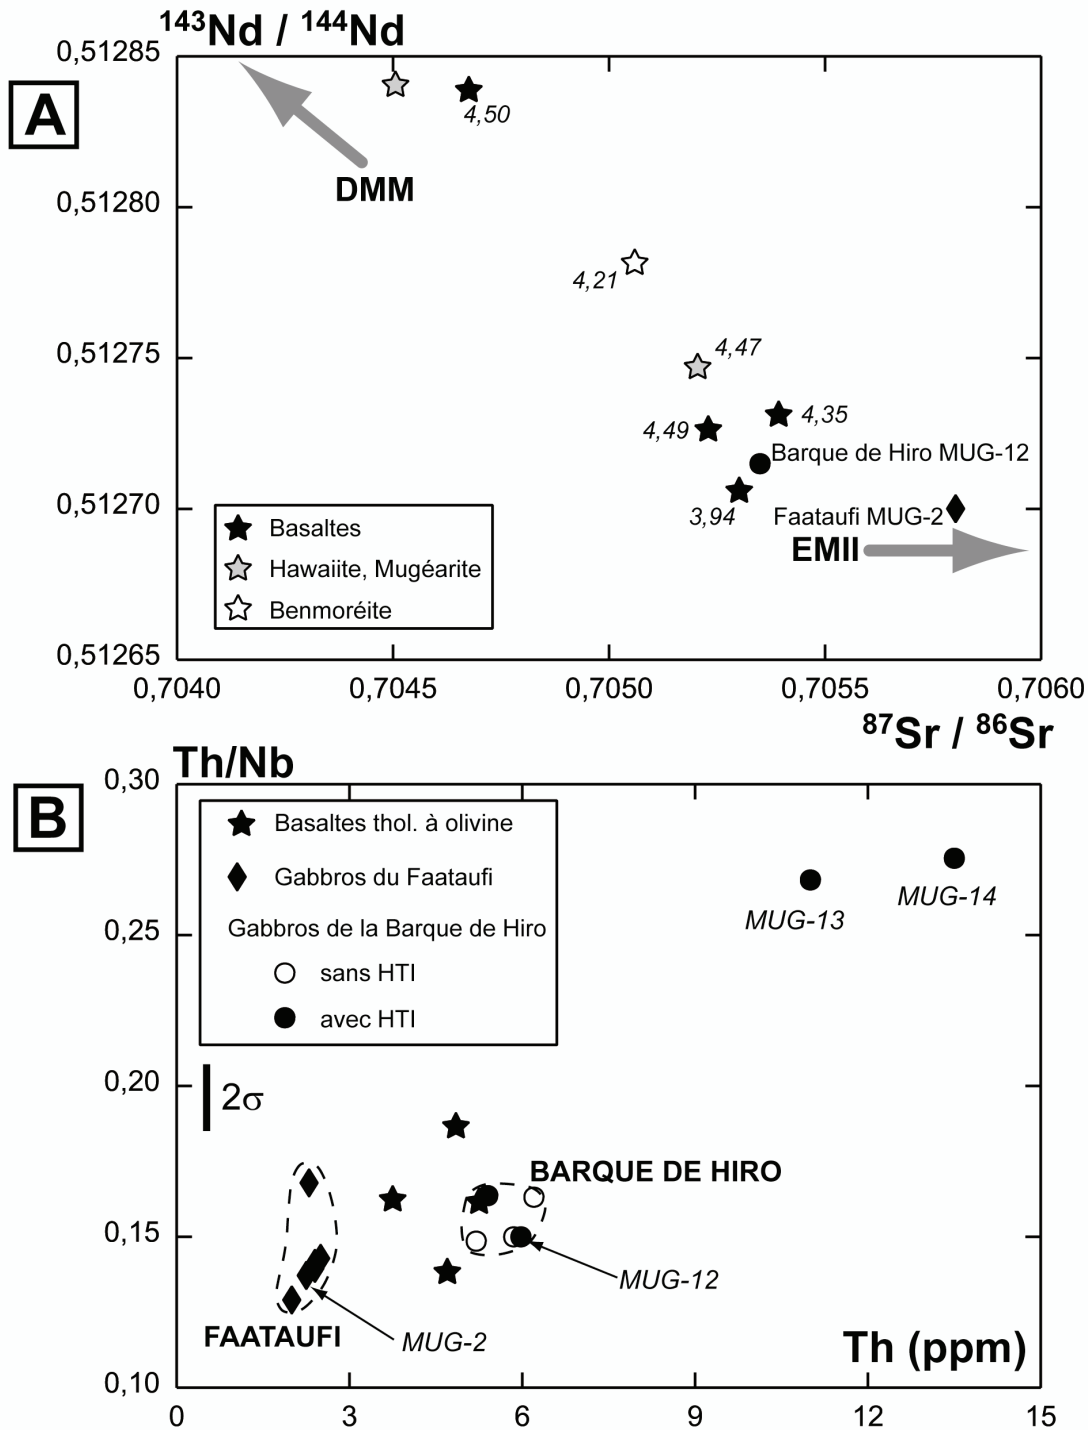 ¹⁴³Nd / ¹⁴⁴Nd
0,51285
A
4,50
DMM
0,51280
4,21
4,47
0,51275
4,49
4,35
Barque de Hiro MUG-12
3,94
0,51270
Faataufi MUG-2
EMII
Basaltes
Hawaiite, Mugéarite
Benmoréite
0,51265
0,7040 0,7045 0,7050 0,7055 0,7060
⁸⁷Sr / ⁸⁶Sr
Th/Nb
0,30
B
Basaltes thol. à olivine
Gabbros du Faataufi
Gabbros de la Barque de Hiro
sans HTI
avec HTI
MUG-13
MUG-14
0,25
0,20
2σ
BARQUE DE HIRO
0,15
MUG-12
FAATAUFI
MUG-2
Th (ppm)
0,10
0 3 6 9 12 15